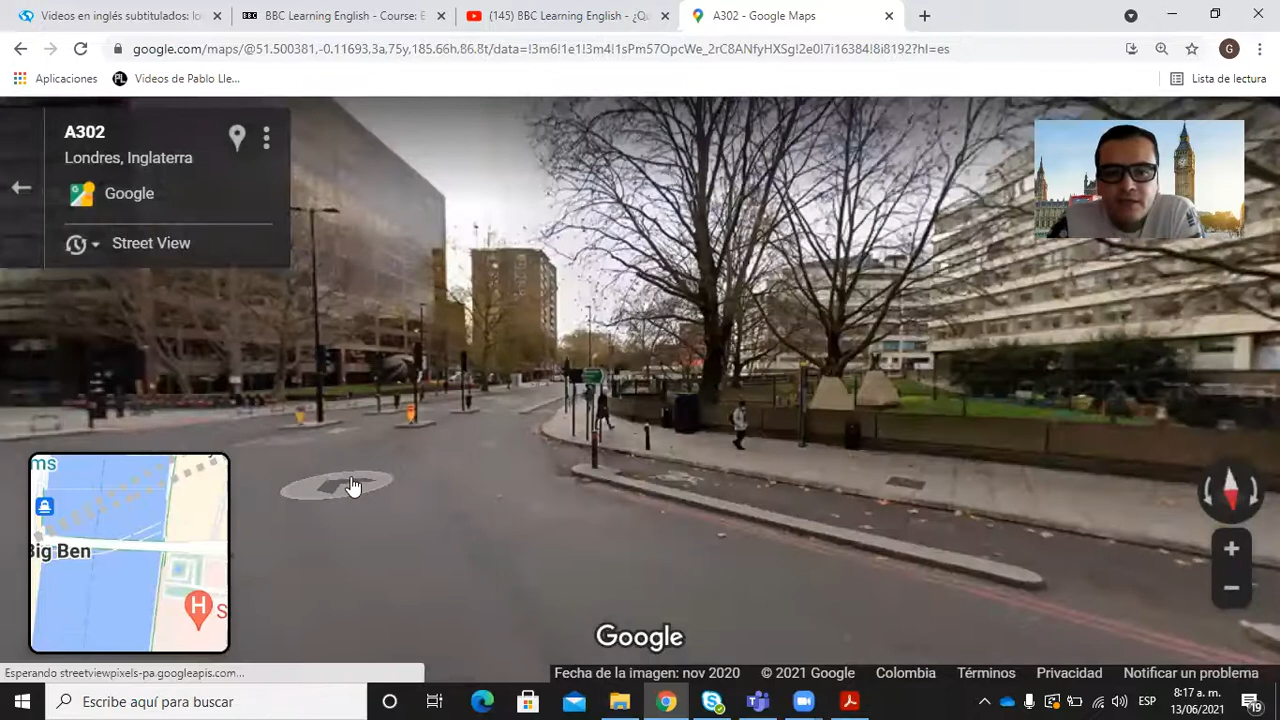 Videos en inglés subtitulados: lo
BBC Learning English - Course: E
(145) BBC Learning English - ¿Q
A302 - Google Maps
google.com/maps/@51.500381,-0.11693,3a,75y,185.66h,86.8t/data=!3m6!1e1!3m4!1sPm57OpcWe_2rC8ANfyHXSg!2e0!7i16384!8i8192?hl=es
G
Aplicaciones
Videos de Pablo Lle...
Lista de lectura
A302
Londres, Inglaterra
Google
Street View
ms
Big Ben
H
S
Google
Esperando streetviewpixels-pa.googleapis.com...
Fecha de la imagen: nov 2020
© 2021 Google
Colombia
Términos
Privacidad
Notificar un problema
Escribe aquí para buscar
ESP
8:17 a. m.
13/06/2021
19